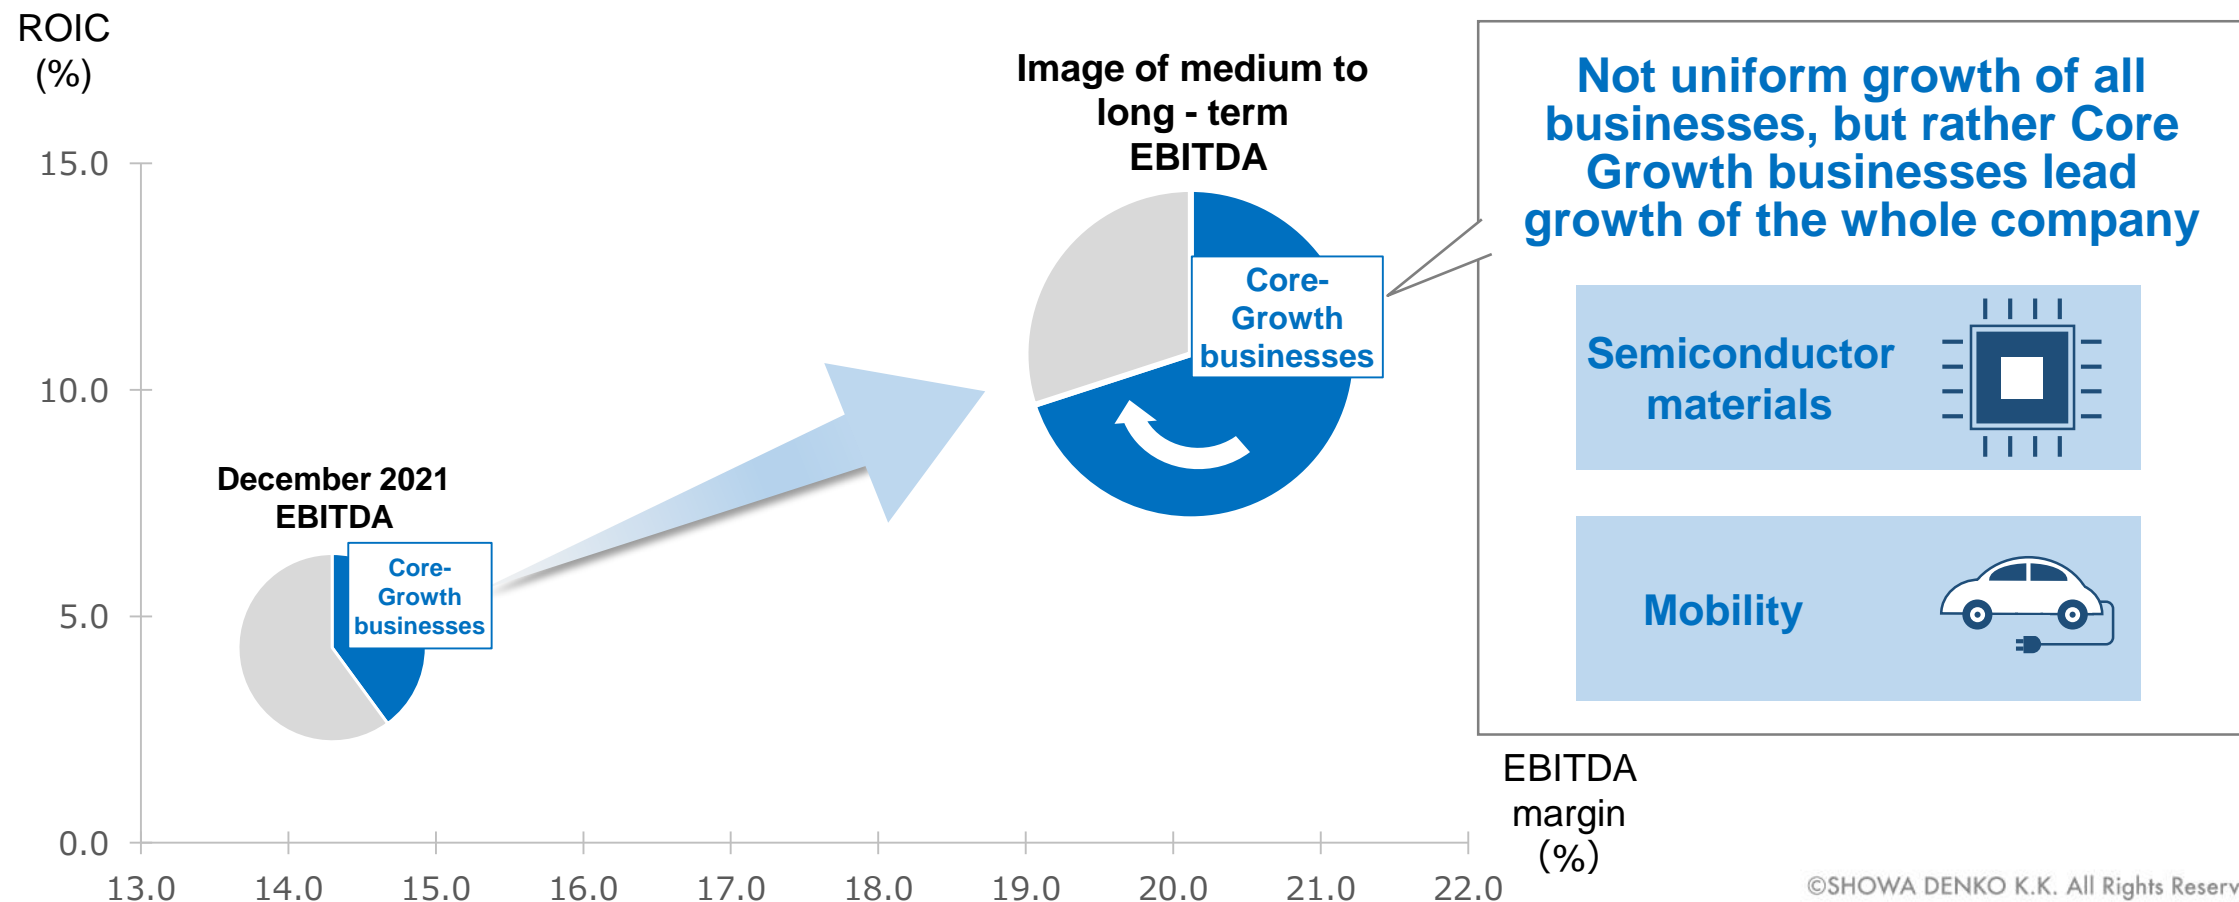 ROIC
(%)
15.0
10.0
5.0
0.0
13.0
14.0
15.0
16.0
17.0
18.0
19.0
20.0
21.0
22.0
EBITDA
margin
(%)
December 2021
EBITDA
Core-
Growth
businesses
Image of medium to
long - term
EBITDA
Core-
Growth
businesses
Not uniform growth of all
businesses, but rather Core
Growth businesses lead
growth of the whole company
Semiconductor
materials
Mobility
©SHOWA DENKO K.K. All Rights Reserv